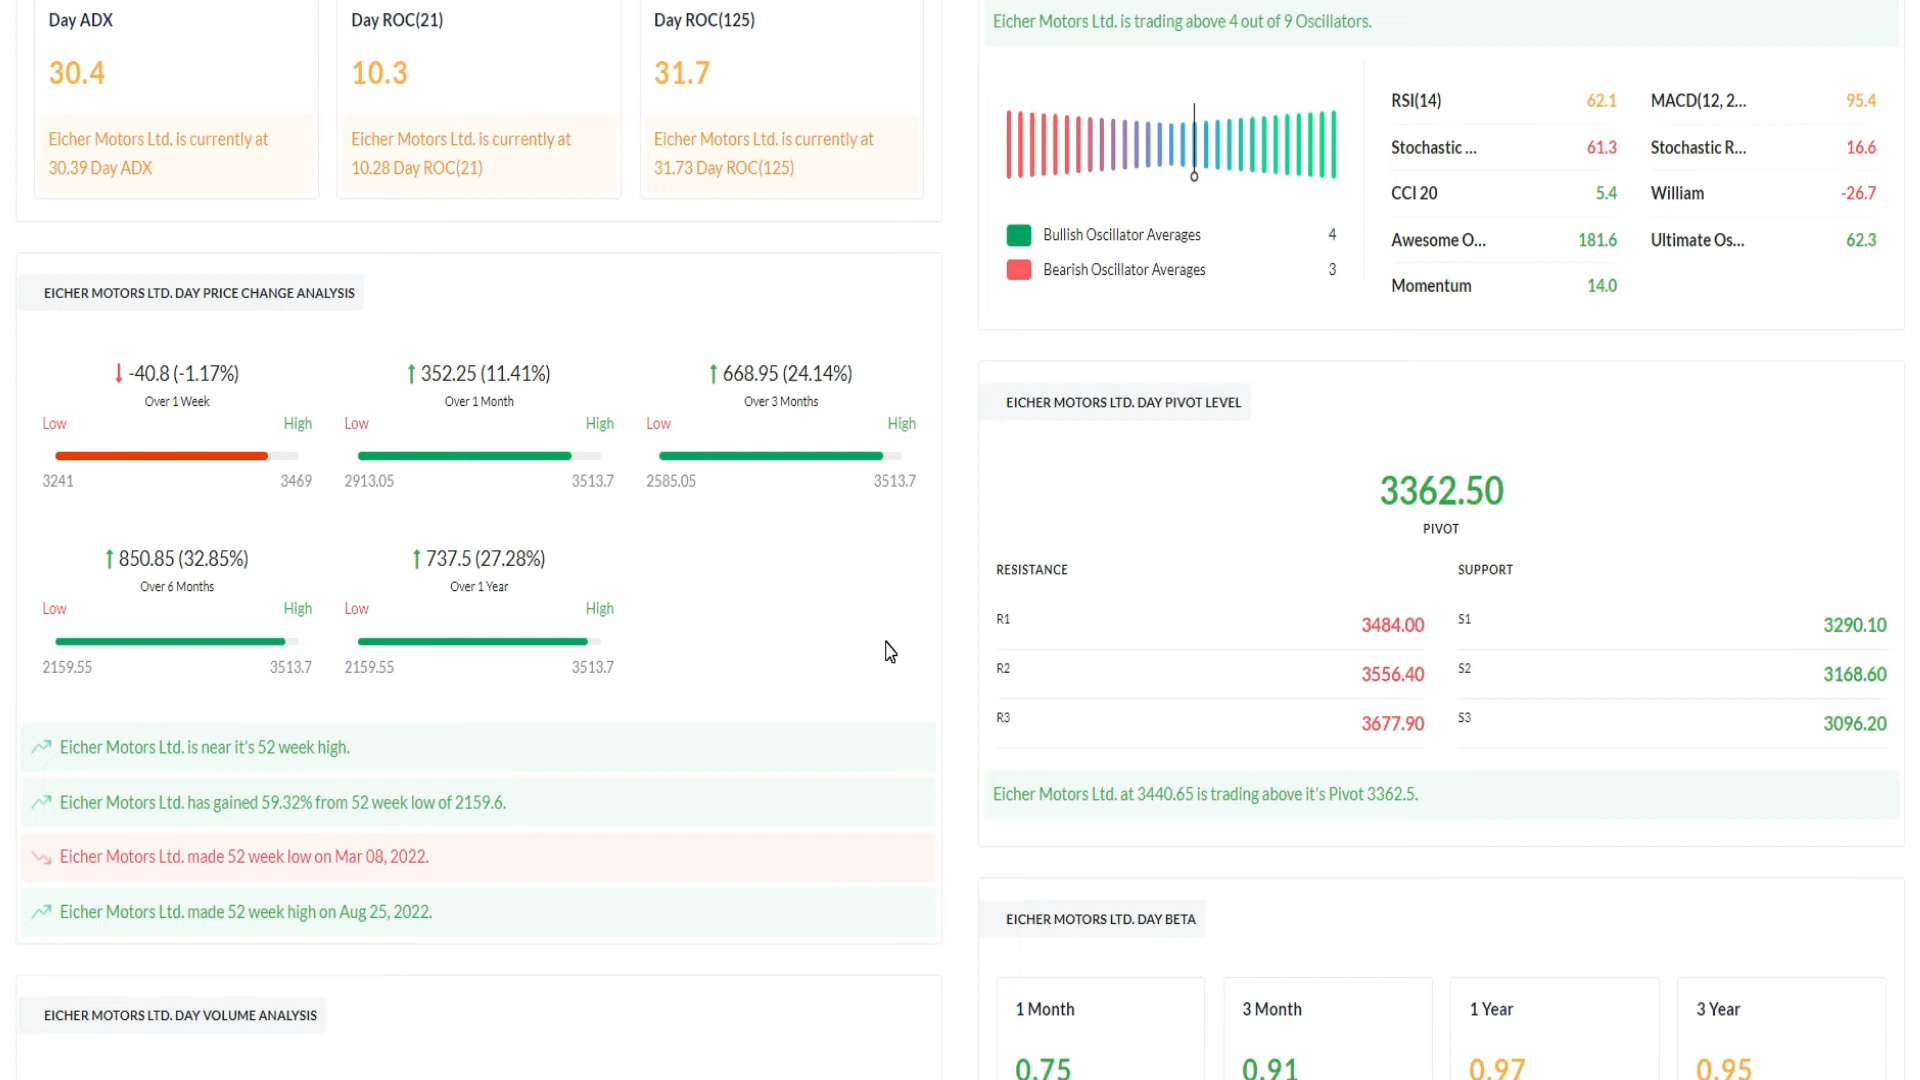 Day ADX
30.4
Eicher Motors Ltd. is currently at
30.39 Day ADX
Day ROC(21)
10.3
Eicher Motors Ltd. is currently at
10.28 Day ROC(21)
Day ROC(125)
31.7
Eicher Motors Ltd. is currently at
31.73 Day ROC(125)
EICHER MOTORS LTD. DAY PRICE CHANGE ANALYSIS
-40.8 (-1.17%)
Over 1 Week
Low High
3241 3469
352.25 (11.41%)
Over 1 Month
Low High
2913.05 3513.7
668.95 (24.14%)
Over 3 Months
Low High
2585.05 3513.7
850.85 (32.85%)
Over 6 Months
Low High
2159.55 3513.7
737.5 (27.28%)
Over 1 Year
Low High
2159.55 3513.7
Eicher Motors Ltd. is near it's 52 week high.
Eicher Motors Ltd. has gained 59.32% from 52 week low of 2159.6.
Eicher Motors Ltd. made 52 week low on Mar 08, 2022.
Eicher Motors Ltd. made 52 week high on Aug 25, 2022.
EICHER MOTORS LTD. DAY VOLUME ANALYSIS
Eicher Motors Ltd. is trading above 4 out of 9 Oscillators.
Bullish Oscillator Averages 4
Bearish Oscillator Averages 3
RSI(14) 62.1
Stochastic ... 61.3
CCI 20 5.4
Awesome O... 181.6
Momentum 14.0
MACD(12, 2... 95.4
Stochastic R... 16.6
William -26.7
Ultimate Os... 62.3
EICHER MOTORS LTD. DAY PIVOT LEVEL
3362.50
PIVOT
RESISTANCE
R1 3484.00
R2 3556.40
R3 3677.90
SUPPORT
S1 3290.10
S2 3168.60
S3 3096.20
Eicher Motors Ltd. at 3440.65 is trading above it's Pivot 3362.5.
EICHER MOTORS LTD. DAY BETA
1 Month
0.75
3 Month
0.91
1 Year
0.97
3 Year
0.95